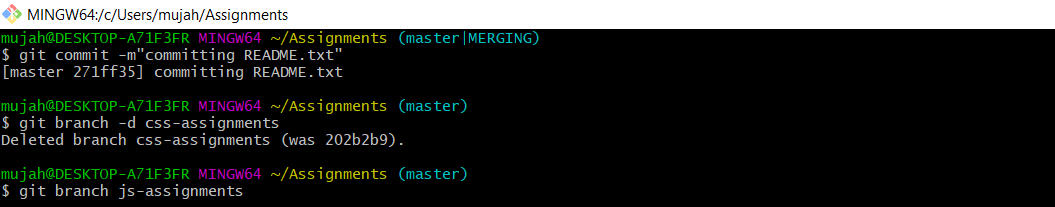 MINGW64:/c/Users/mujah/Assignments
mujah@DESKTOP-A71F3FR MINGW64 ~/Assignments (master|MERGING)
$ git commit -m"committing README.txt"
[master 271ff35] committing README.txt
mujah@DESKTOP-A71F3FR MINGW64 ~/Assignments (master)
$ git branch -d css-assignments
Deleted branch css-assignments (was 202b2b9).
mujah@DESKTOP-A71F3FR MINGW64 ~/Assignments (master)
$ git branch js-assignments